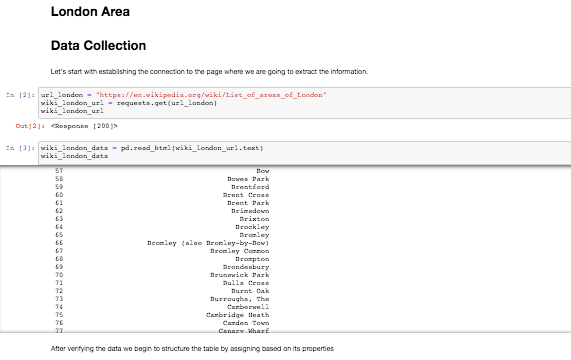 London Area
Data Collection
Let's start with establishing the connection to the page where we are going to extract the information.
In [2]: url_london = "https://en.wikipedia.org/wiki/List_of_areas_of_London"
wiki_london_url = requests.get(url_london)
wiki_london_url
Out[2]: <Response [200]>
In [3]: wiki_london_data = pd.read_html(wiki_london_url.text)
wiki_london_data
57 Bow
58 Bowes Park
59 Brentford
60 Brent Cross
61 Brent Park
62 Brimsdown
63 Brixton
64 Brockley
65 Bromley
66 Bromley (also Bromley-by-Bow)
67 Bromley Common
68 Brompton
69 Brondesbury
70 Brunswick Park
71 Bulls Cross
72 Burnt Oak
73 Burroughs, The
74 Camberwell
75 Cambridge Heath
76 Camden Town
77 Canary Wharf
After verifying the data we begin to structure the table by assigning based on its properties